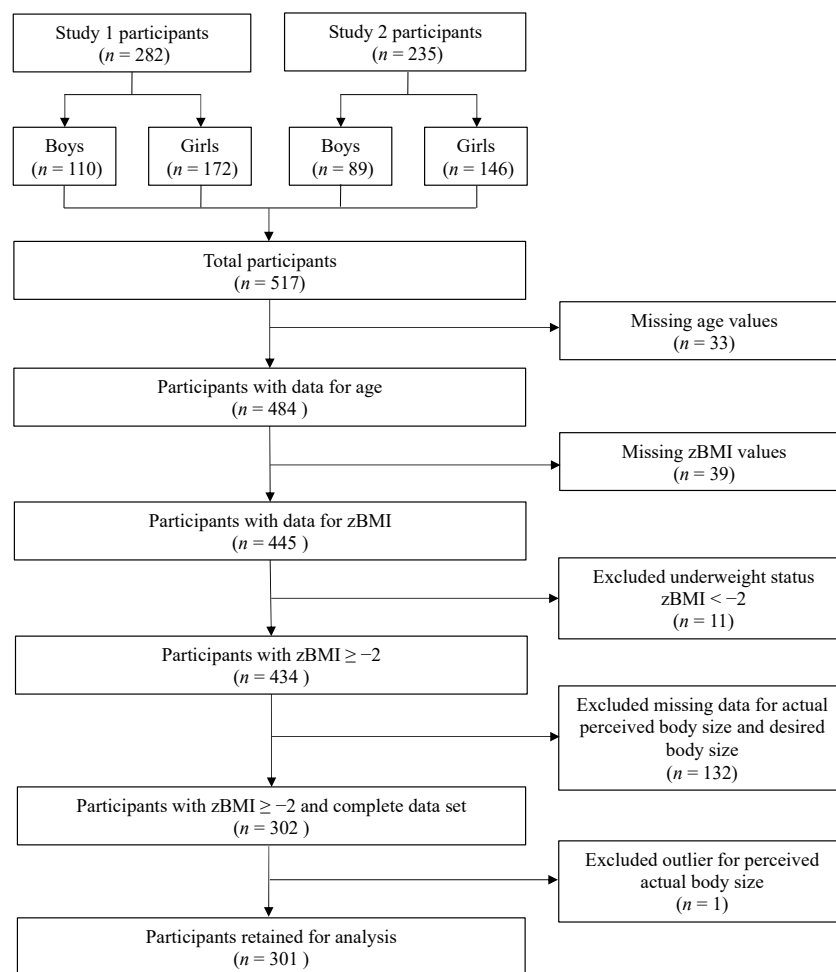 Study 1 participants
(n = 282)
Study 2 participants
(n = 235)
Boys
(n = 110)
Girls
(n = 172)
Boys
(n = 89)
Girls
(n = 146)
Total participants
(n = 517)
Missing age values
(n = 33)
Participants with data for age
(n = 484 )
Missing zBMI values
(n = 39)
Participants with data for zBMI
(n = 445 )
Excluded underweight status
zBMI < −2
(n = 11)
Participants with zBMI ≥ −2
(n = 434 )
Excluded missing data for actual
perceived body size and desired
body size
(n = 132)
Participants with zBMI ≥ −2 and complete data set
(n = 302 )
Excluded outlier for perceived
actual body size
(n = 1)
Participants retained for analysis
(n = 301 )